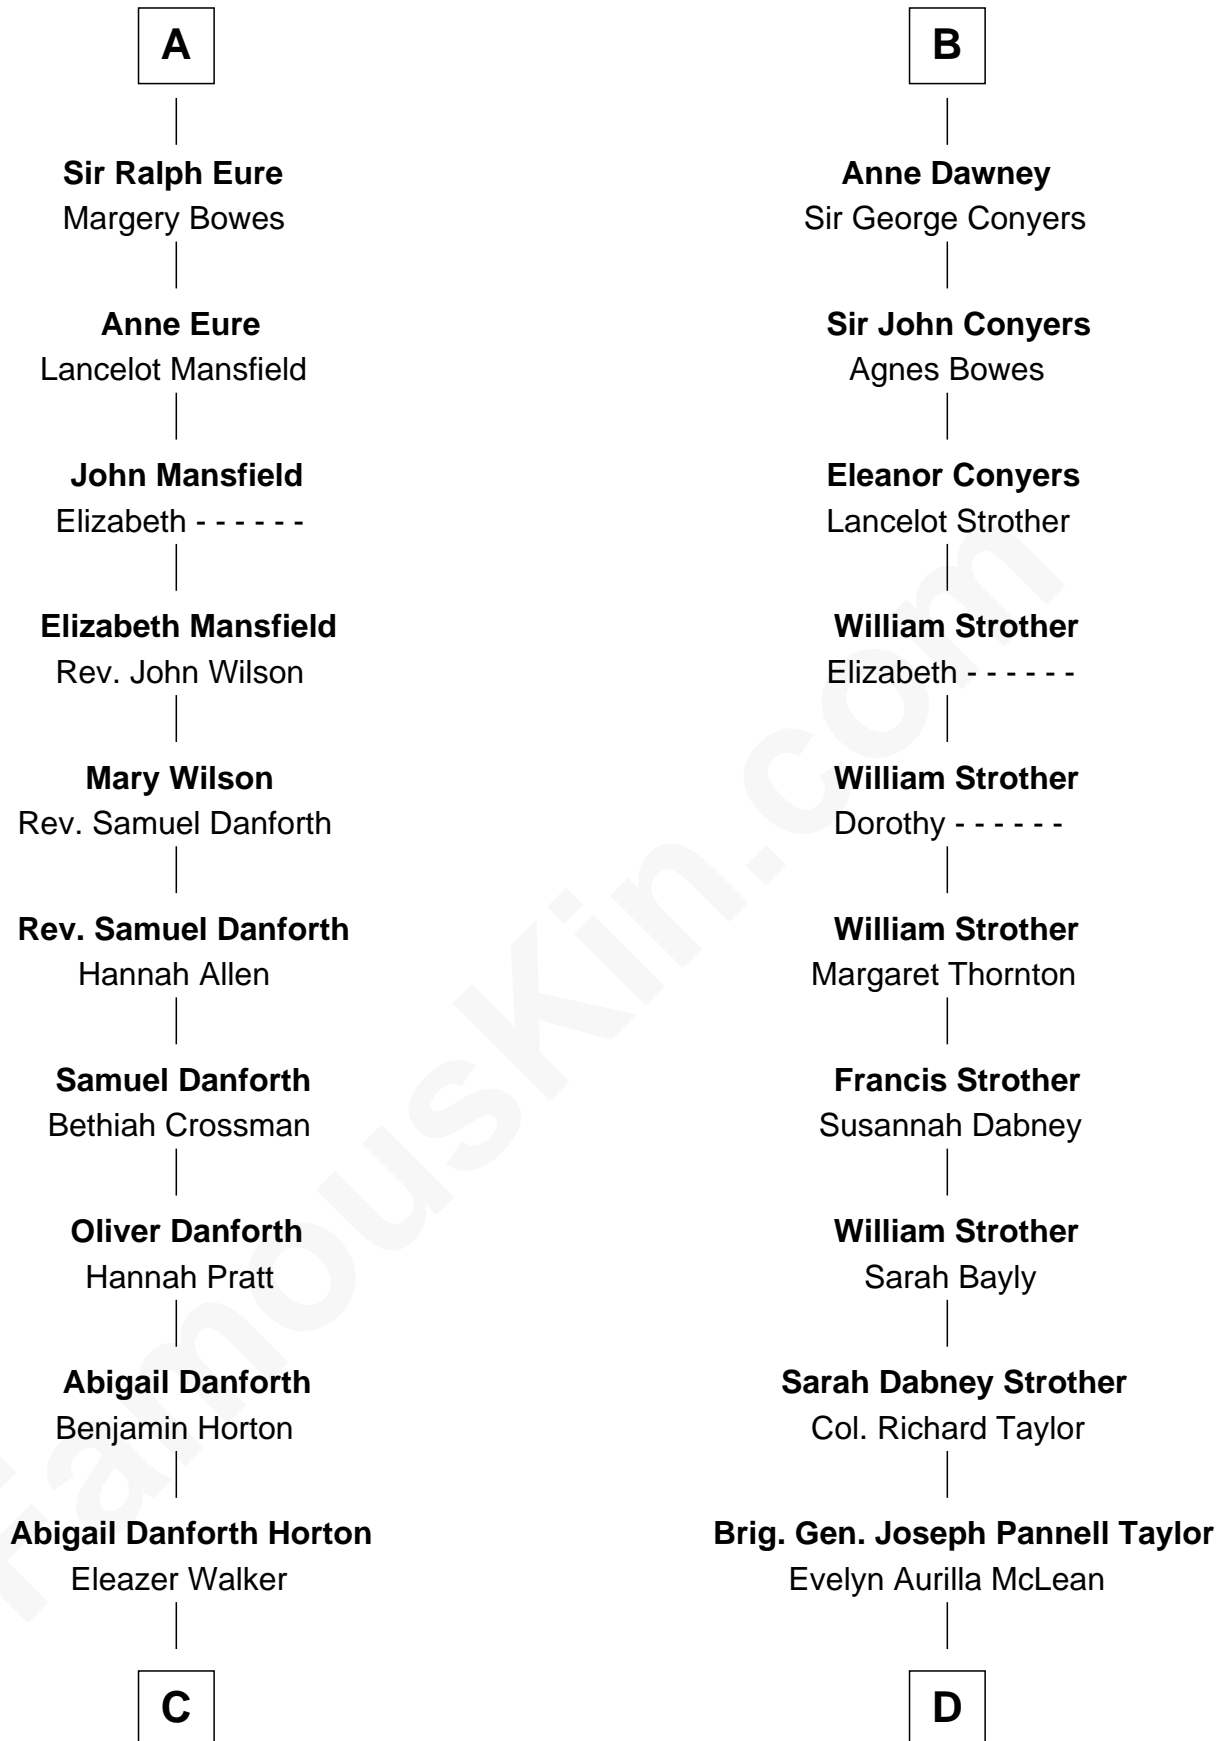 A
Sir Ralph Eure
Margery Bowes
Anne Eure
Lancelot Mansfield
John Mansfield
Elizabeth - - - - - -
Elizabeth Mansfield
Rev. John Wilson
Mary Wilson
Rev. Samuel Danforth
Rev. Samuel Danforth
Hannah Allen
Samuel Danforth
Bethiah Crossman
Oliver Danforth
Hannah Pratt
Abigail Danforth
Benjamin Horton
Abigail Danforth Horton
Eleazer Walker
C
B
Anne Dawney
Sir George Conyers
Sir John Conyers
Agnes Bowes
Eleanor Conyers
Lancelot Strother
William Strother
Elizabeth - - - - - -
William Strother
Dorothy - - - - - -
William Strother
Margaret Thornton
Francis Strother
Susannah Dabney
William Strother
Sarah Bayly
Sarah Dabney Strother
Col. Richard Taylor
Brig. Gen. Joseph Pannell Taylor
Evelyn Aurilla McLean
D
FamousKin.com